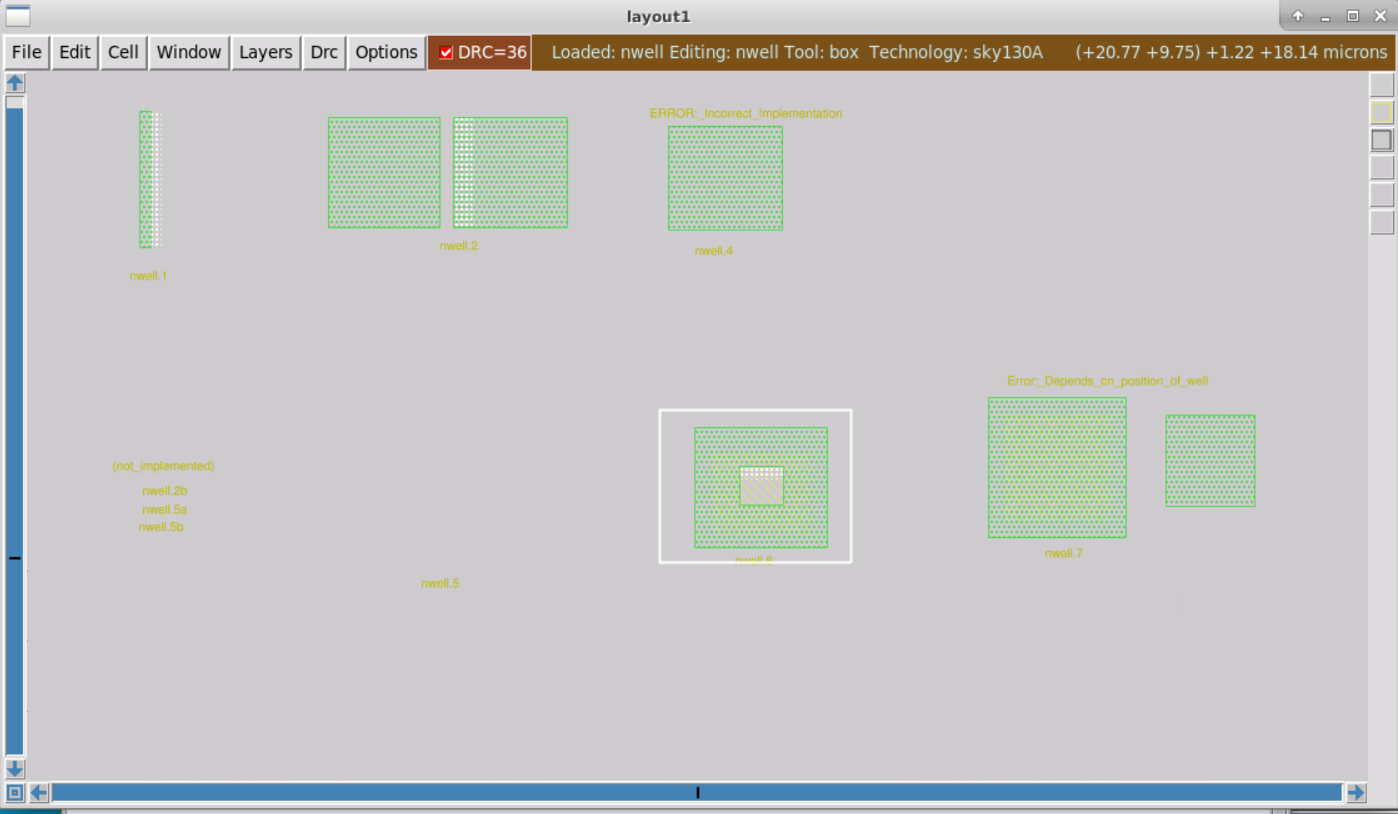 layout1
File Edit Cell Window Layers Drc Options DRC=36 Loaded: nwell Editing: nwell Tool: box Technology: sky130A (+20.77 +9.75) +1.22 +18.14 microns
ERROR:_Incorrect_Implementation
nwell.1
nwell.2
nwell.4
Error:_Depends_on_position_of_well
(not_implemented)
nwell.2b
nwell.5a
nwell.5b
nwell.5
nwell.6
nwell.7